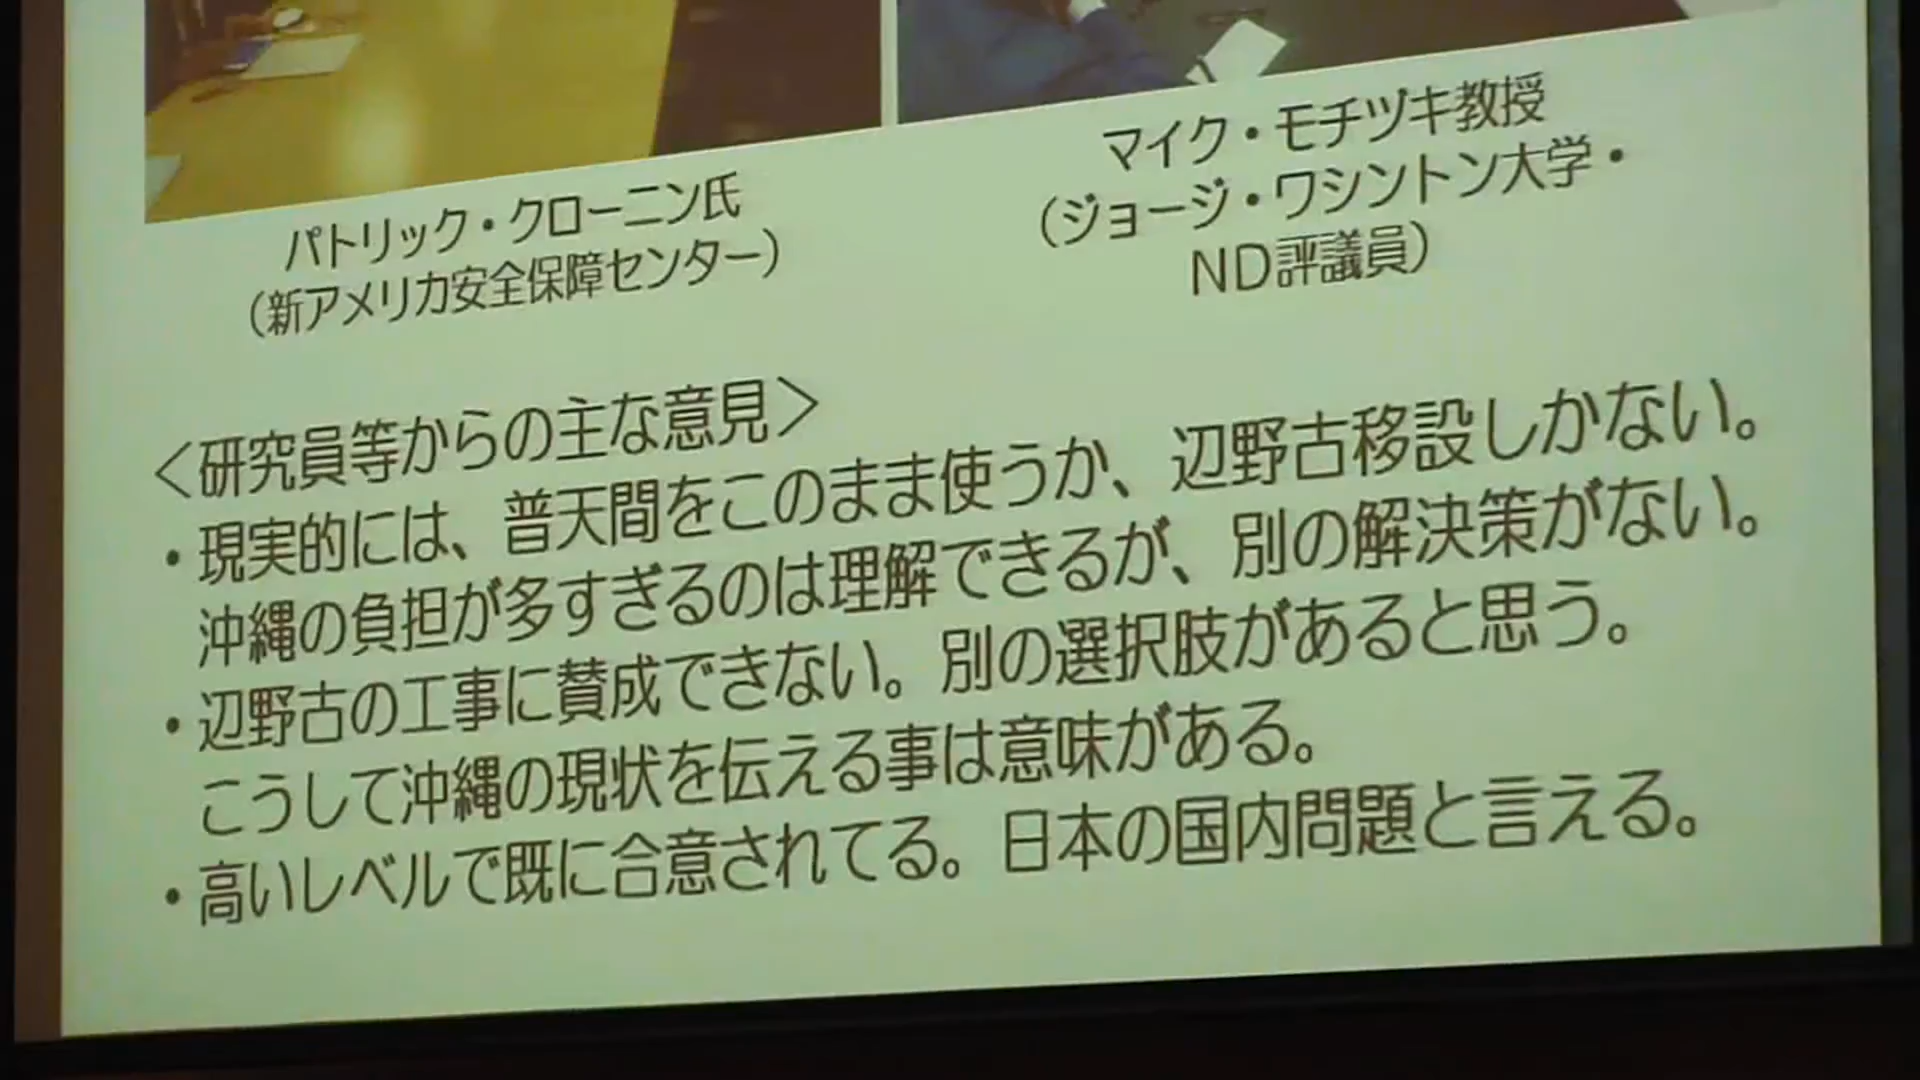 パトリック・クローニン氏
（新アメリカ安全保障センター）
マイク・モチヅキ教授
（ジョージ・ワシントン大学・
ND評議員）
＜研究員等からの主な意見＞
・現実的には、普天間をこのまま使うか、辺野古移設しかない。
沖縄の負担が多すぎるのは理解できるが、別の解決策がない。
・辺野古の工事に賛成できない。別の選択肢があると思う。
こうして沖縄の現状を伝える事は意味がある。
・高いレベルで既に合意されてる。日本の国内問題と言える。